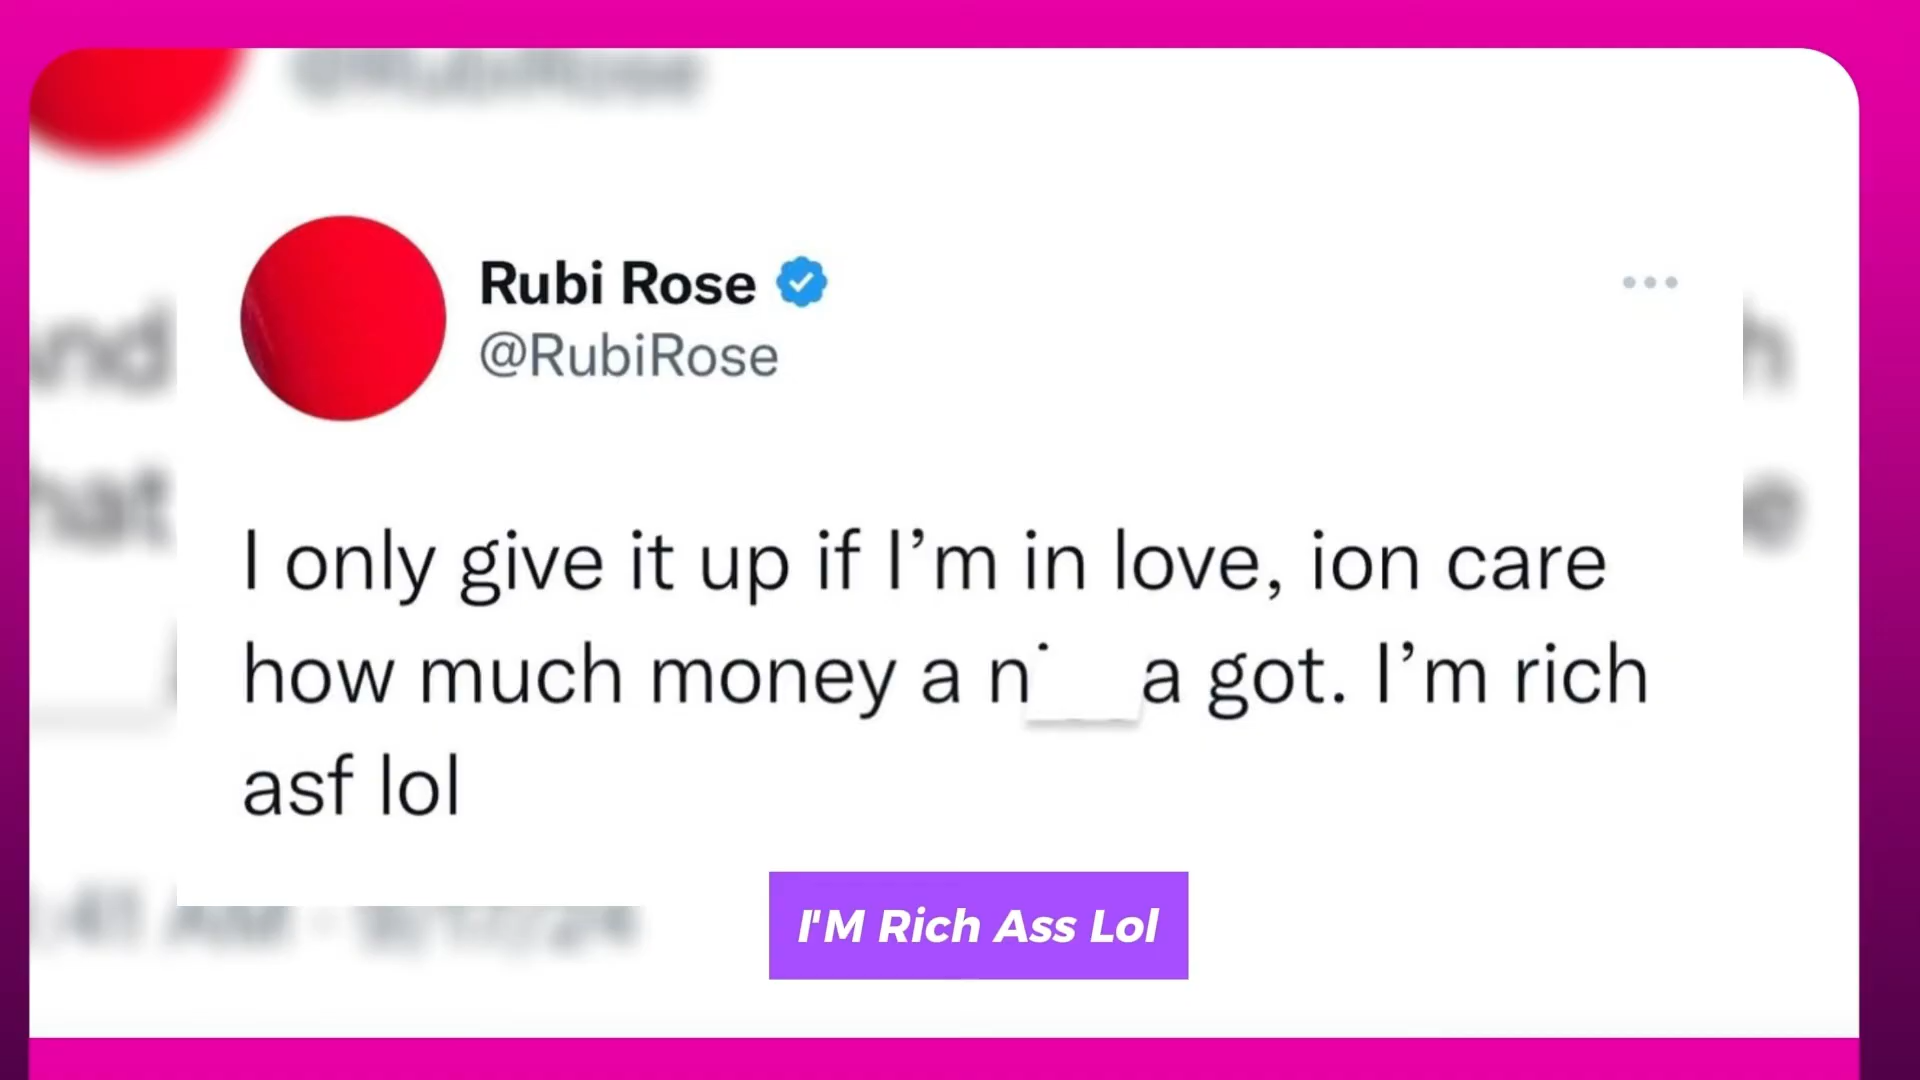 @RubiRose
Rubi Rose
@RubiRose
I only give it up if I’m in love, ion care
how much money a n a got. I’m rich
asf lol
I'M Rich Ass Lol